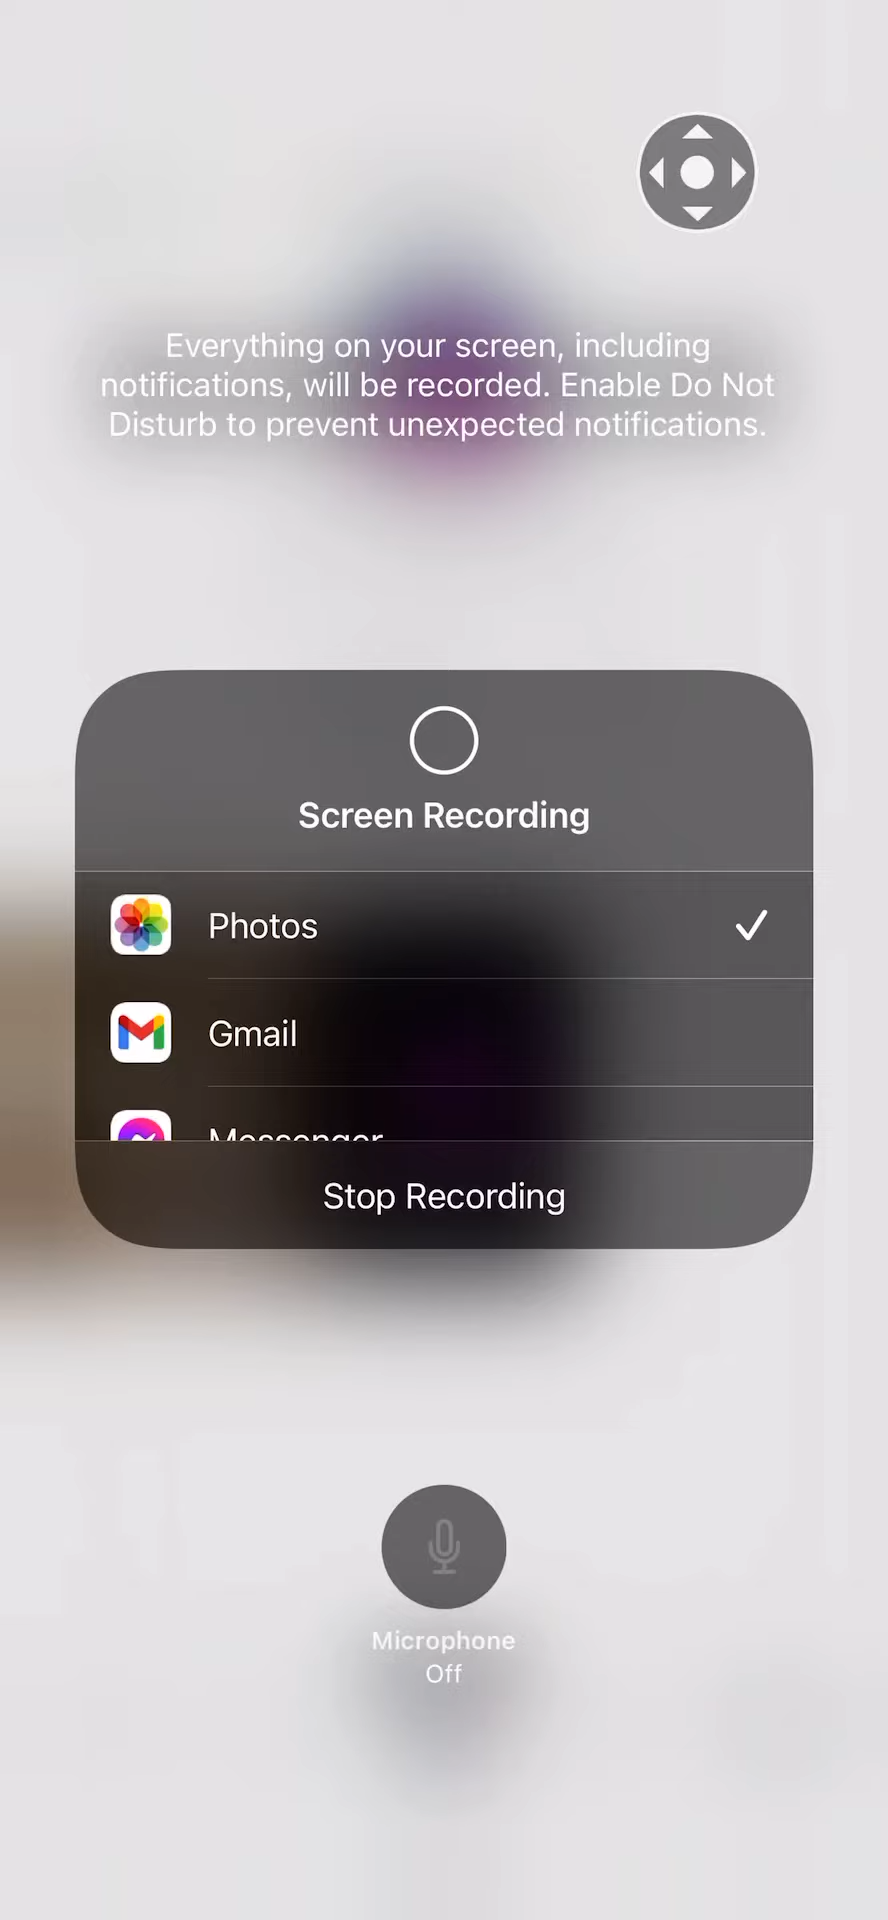 Everything on your screen, including
notifications, will be recorded. Enable Do Not
Disturb to prevent unexpected notifications.
Screen Recording
Photos
Gmail
Messenger
Stop Recording
Microphone
Off